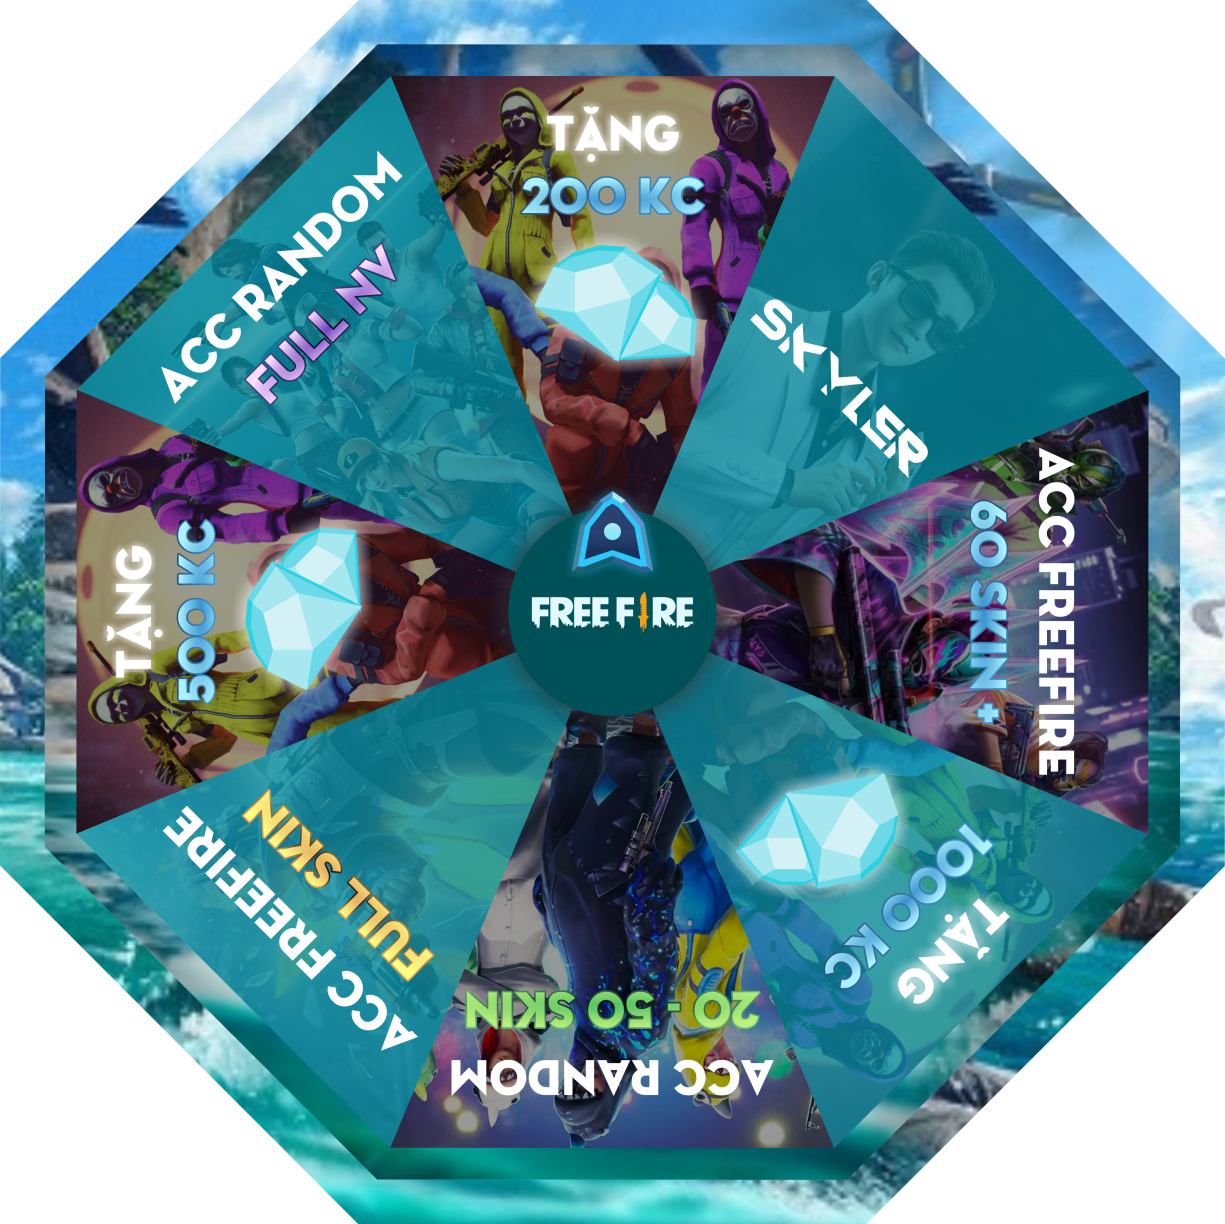 TẶNG
200 KC
SKYLER
ACC FREEFIRE
60 SKIN +
TẶNG
1000 KC
ACC RANDOM
20 - 50 SKIN
ACC FREEFIRE
FULL SKIN
TẶNG
500 KC
ACC RANDOM
FULL NV
FREE FIRE